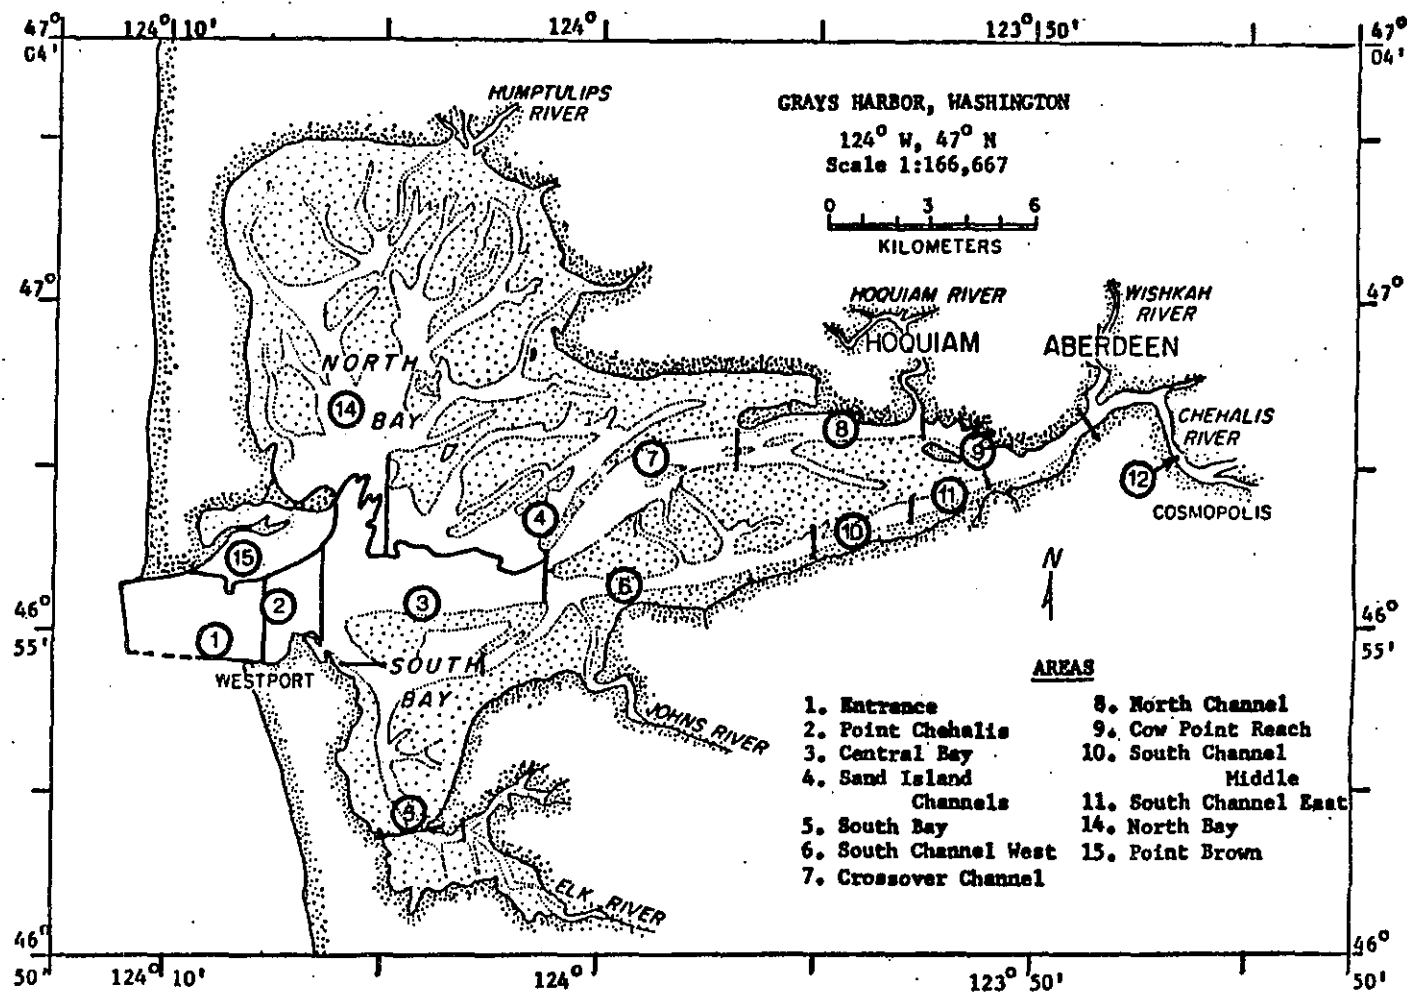 47° 124° 10' 124° 123° 50' 47°
04' 04'
HUMPTULIPS
RIVER
GRAYS HARBOR, WASHINGTON
124° W, 47° N
Scale 1:166,667
0 3 6
KILOMETERS
47° 47°
HOQUIAM RIVER
WISHKAH
RIVER
HOQUIAM
ABERDEEN
NORTH
BAY
14
8
CHEHALIS
RIVER
7
9
12
COSMOPOLIS
4
11
10
15
N
6
2
3
46° 46°
55' 55'
1
SOUTH
BAY
WESTPORT
JOHNS RIVER
5
ELK RIVER
AREAS
1. Entrance
2. Point Chehalis
3. Central Bay
4. Sand Island
Channels
5. South Bay
6. South Channel West
7. Crossover Channel
8. North Channel
9. Cow Point Reach
10. South Channel
Middle
11. South Channel East
14. North Bay
15. Point Brown
46° 46°
50' 124° 10' 124° 123° 50' 50'